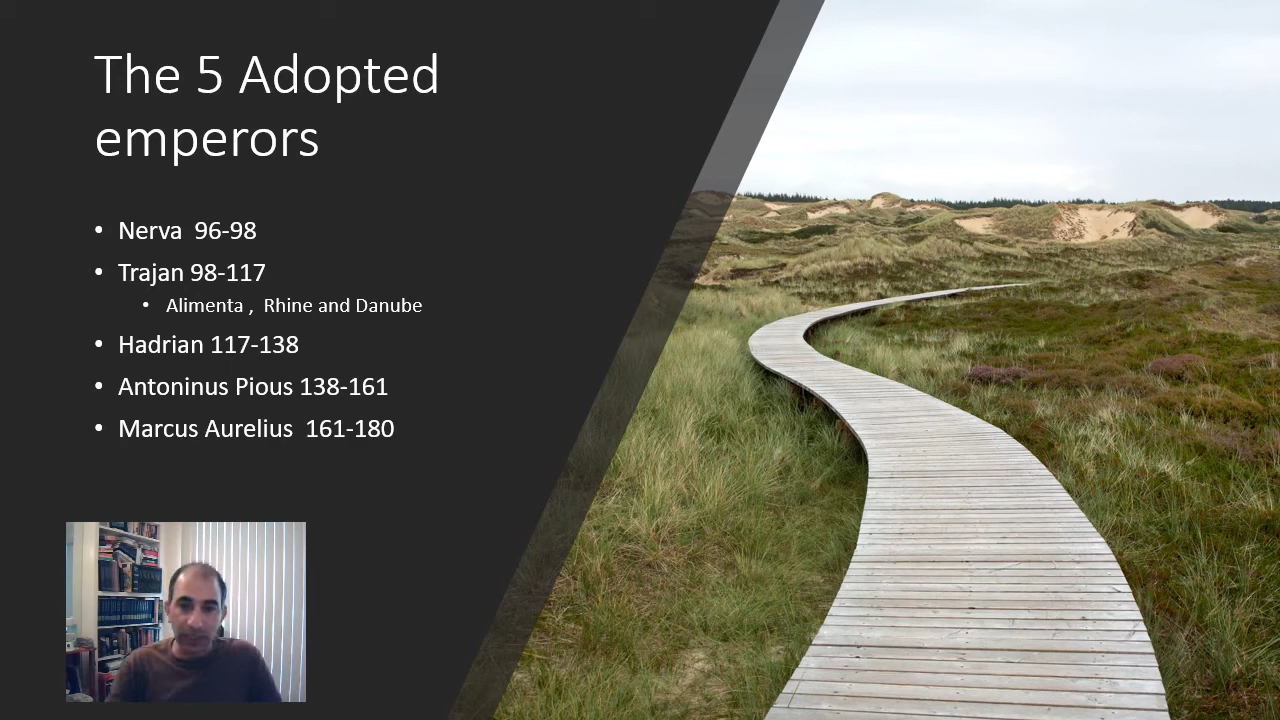 The 5 Adopted
emperors
• Nerva  96-98
• Trajan 98-117
• Alimenta ,  Rhine and Danube
• Hadrian 117-138
• Antoninus Pious 138-161
• Marcus Aurelius  161-180